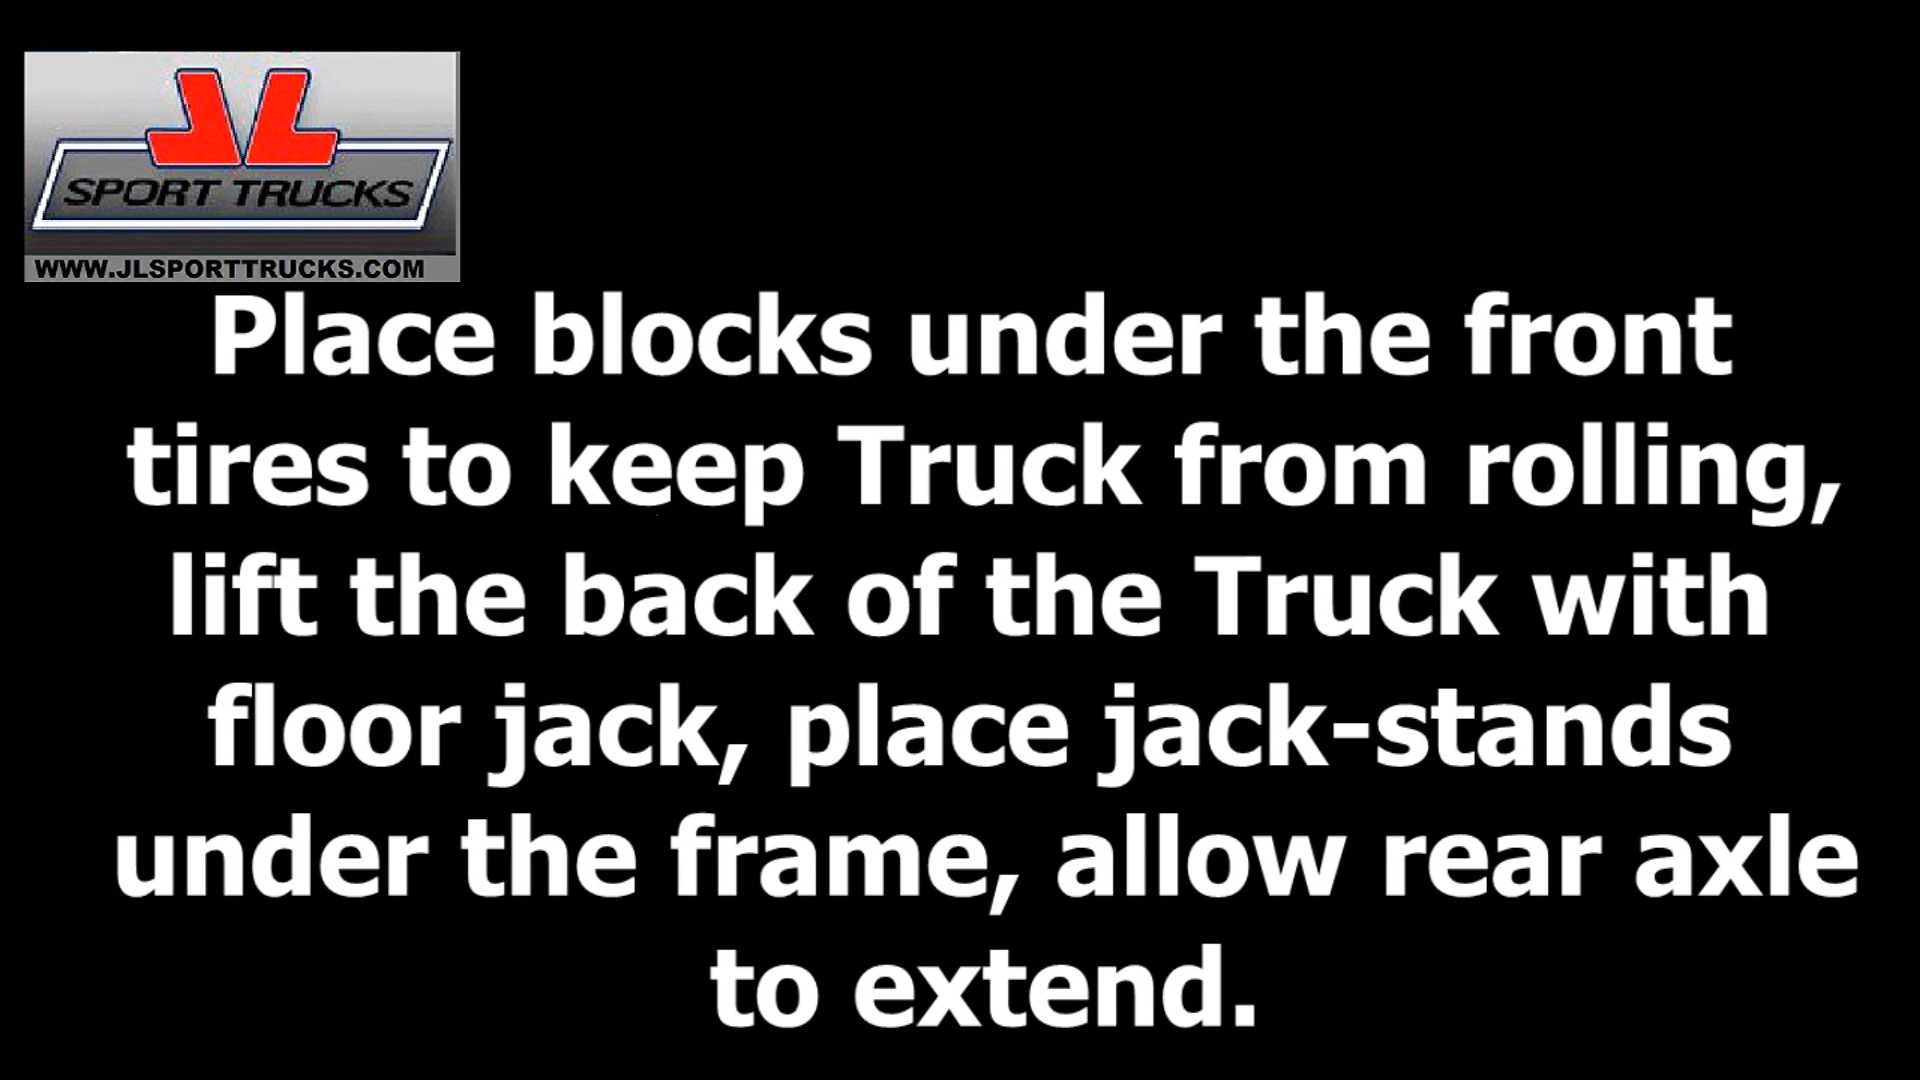 JL
SPORT TRUCKS
WWW.JLSPORTTRUCKS.COM
Place blocks under the front
tires to keep Truck from rolling,
lift the back of the Truck with
floor jack, place jack-stands
under the frame, allow rear axle
to extend.